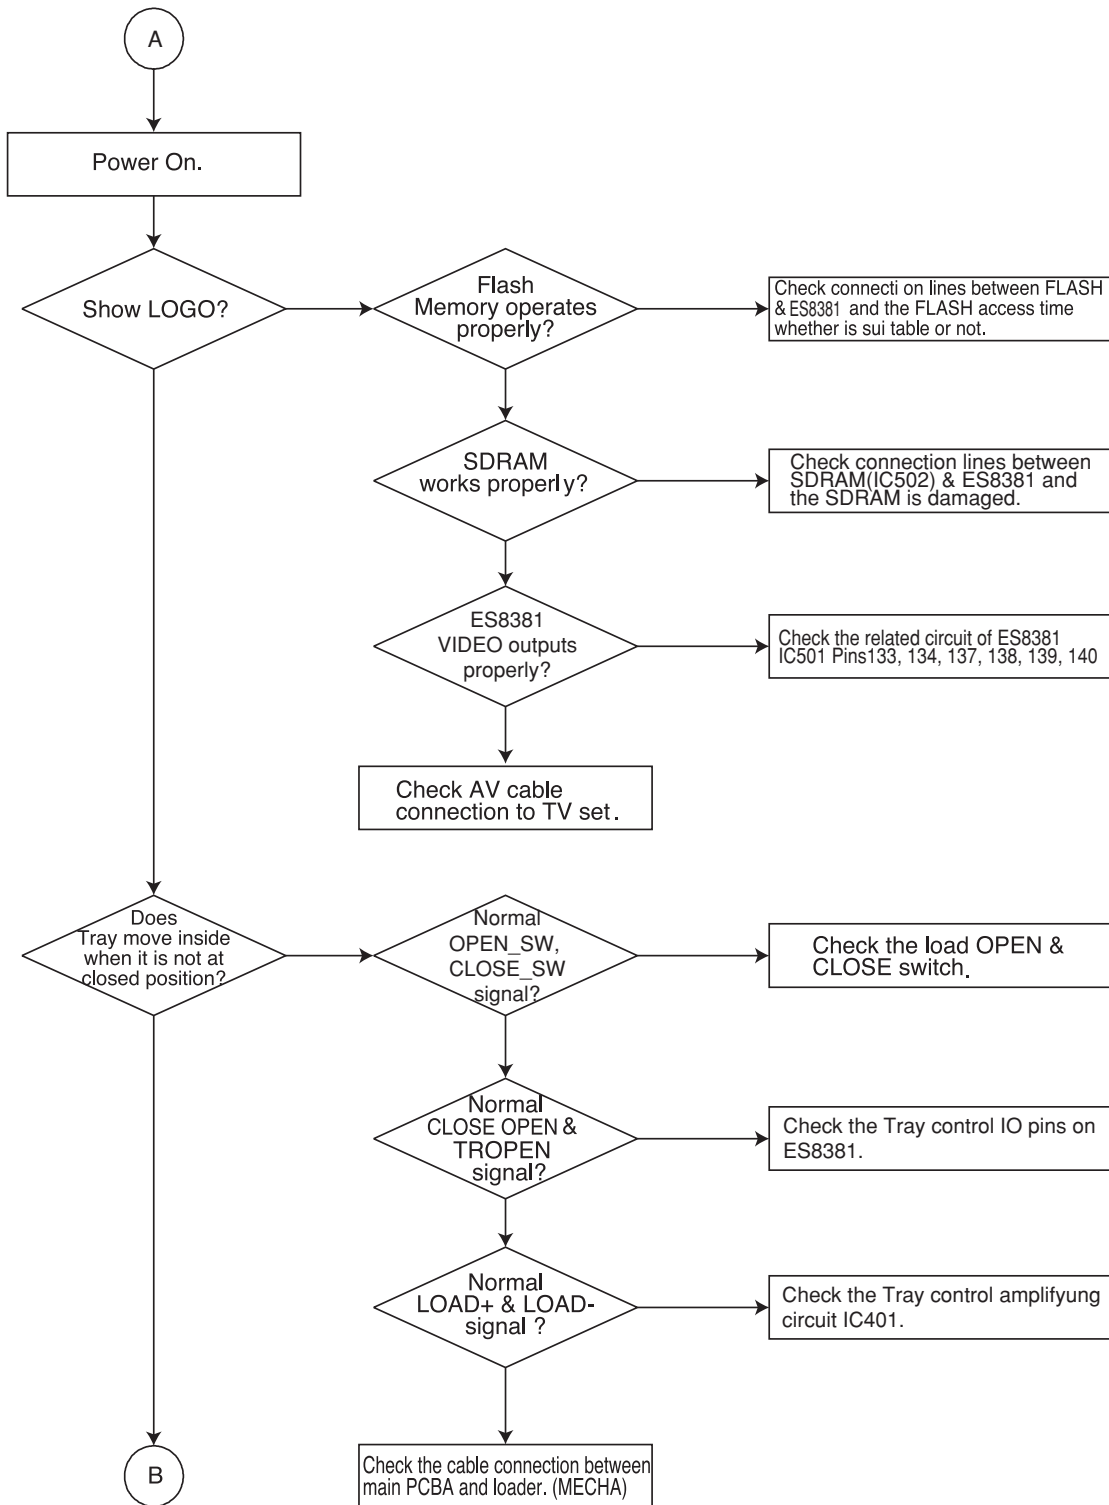 A
Power On.
Show LOGO?
Flash
Memory operates
properly?
Check connecti on lines between FLASH
& ES8381 and the FLASH access time
whether is sui table or not.
SDRAM
works properly?
Check connection lines between
SDRAM(IC502) & ES8381 and
the SDRAM is damaged.
ES8381
VIDEO outputs
properly?
Check the related circuit of ES8381
IC501 Pins133, 134, 137, 138, 139, 140
Check AV cable
connection to TV set.
Does
Tray move inside
when it is not at
closed position?
Normal
OPEN_SW,
CLOSE_SW
signal?
Check the load OPEN &
CLOSE switch.
Normal
CLOSE OPEN &
TROPEN
signal?
Check the Tray control IO pins on
ES8381.
Normal
LOAD+ & LOAD-
signal ?
Check the Tray control amplifyung
circuit IC401.
B
Check the cable connection between
main PCBA and loader. (MECHA)